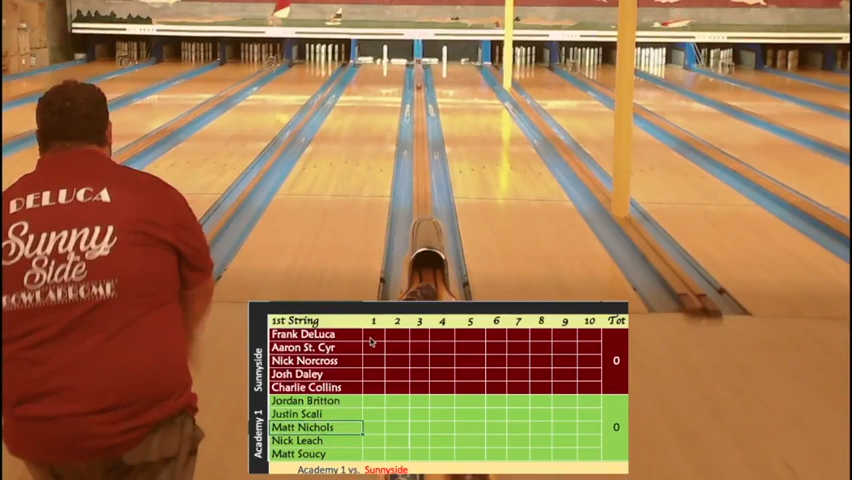 DELUCA
Sunny
Side
BOWLADROME
1st String 1 2 3 4 5 6 7 8 9 10 Tot
Sunnyside
Frank DeLuca
Aaron St. Cyr
Nick Norcross
Josh Daley
Charlie Collins
0
Academy 1
Jordan Britton
Justin Scali
Matt Nichols
Nick Leach
Matt Soucy
0
Academy 1 vs. Sunnyside